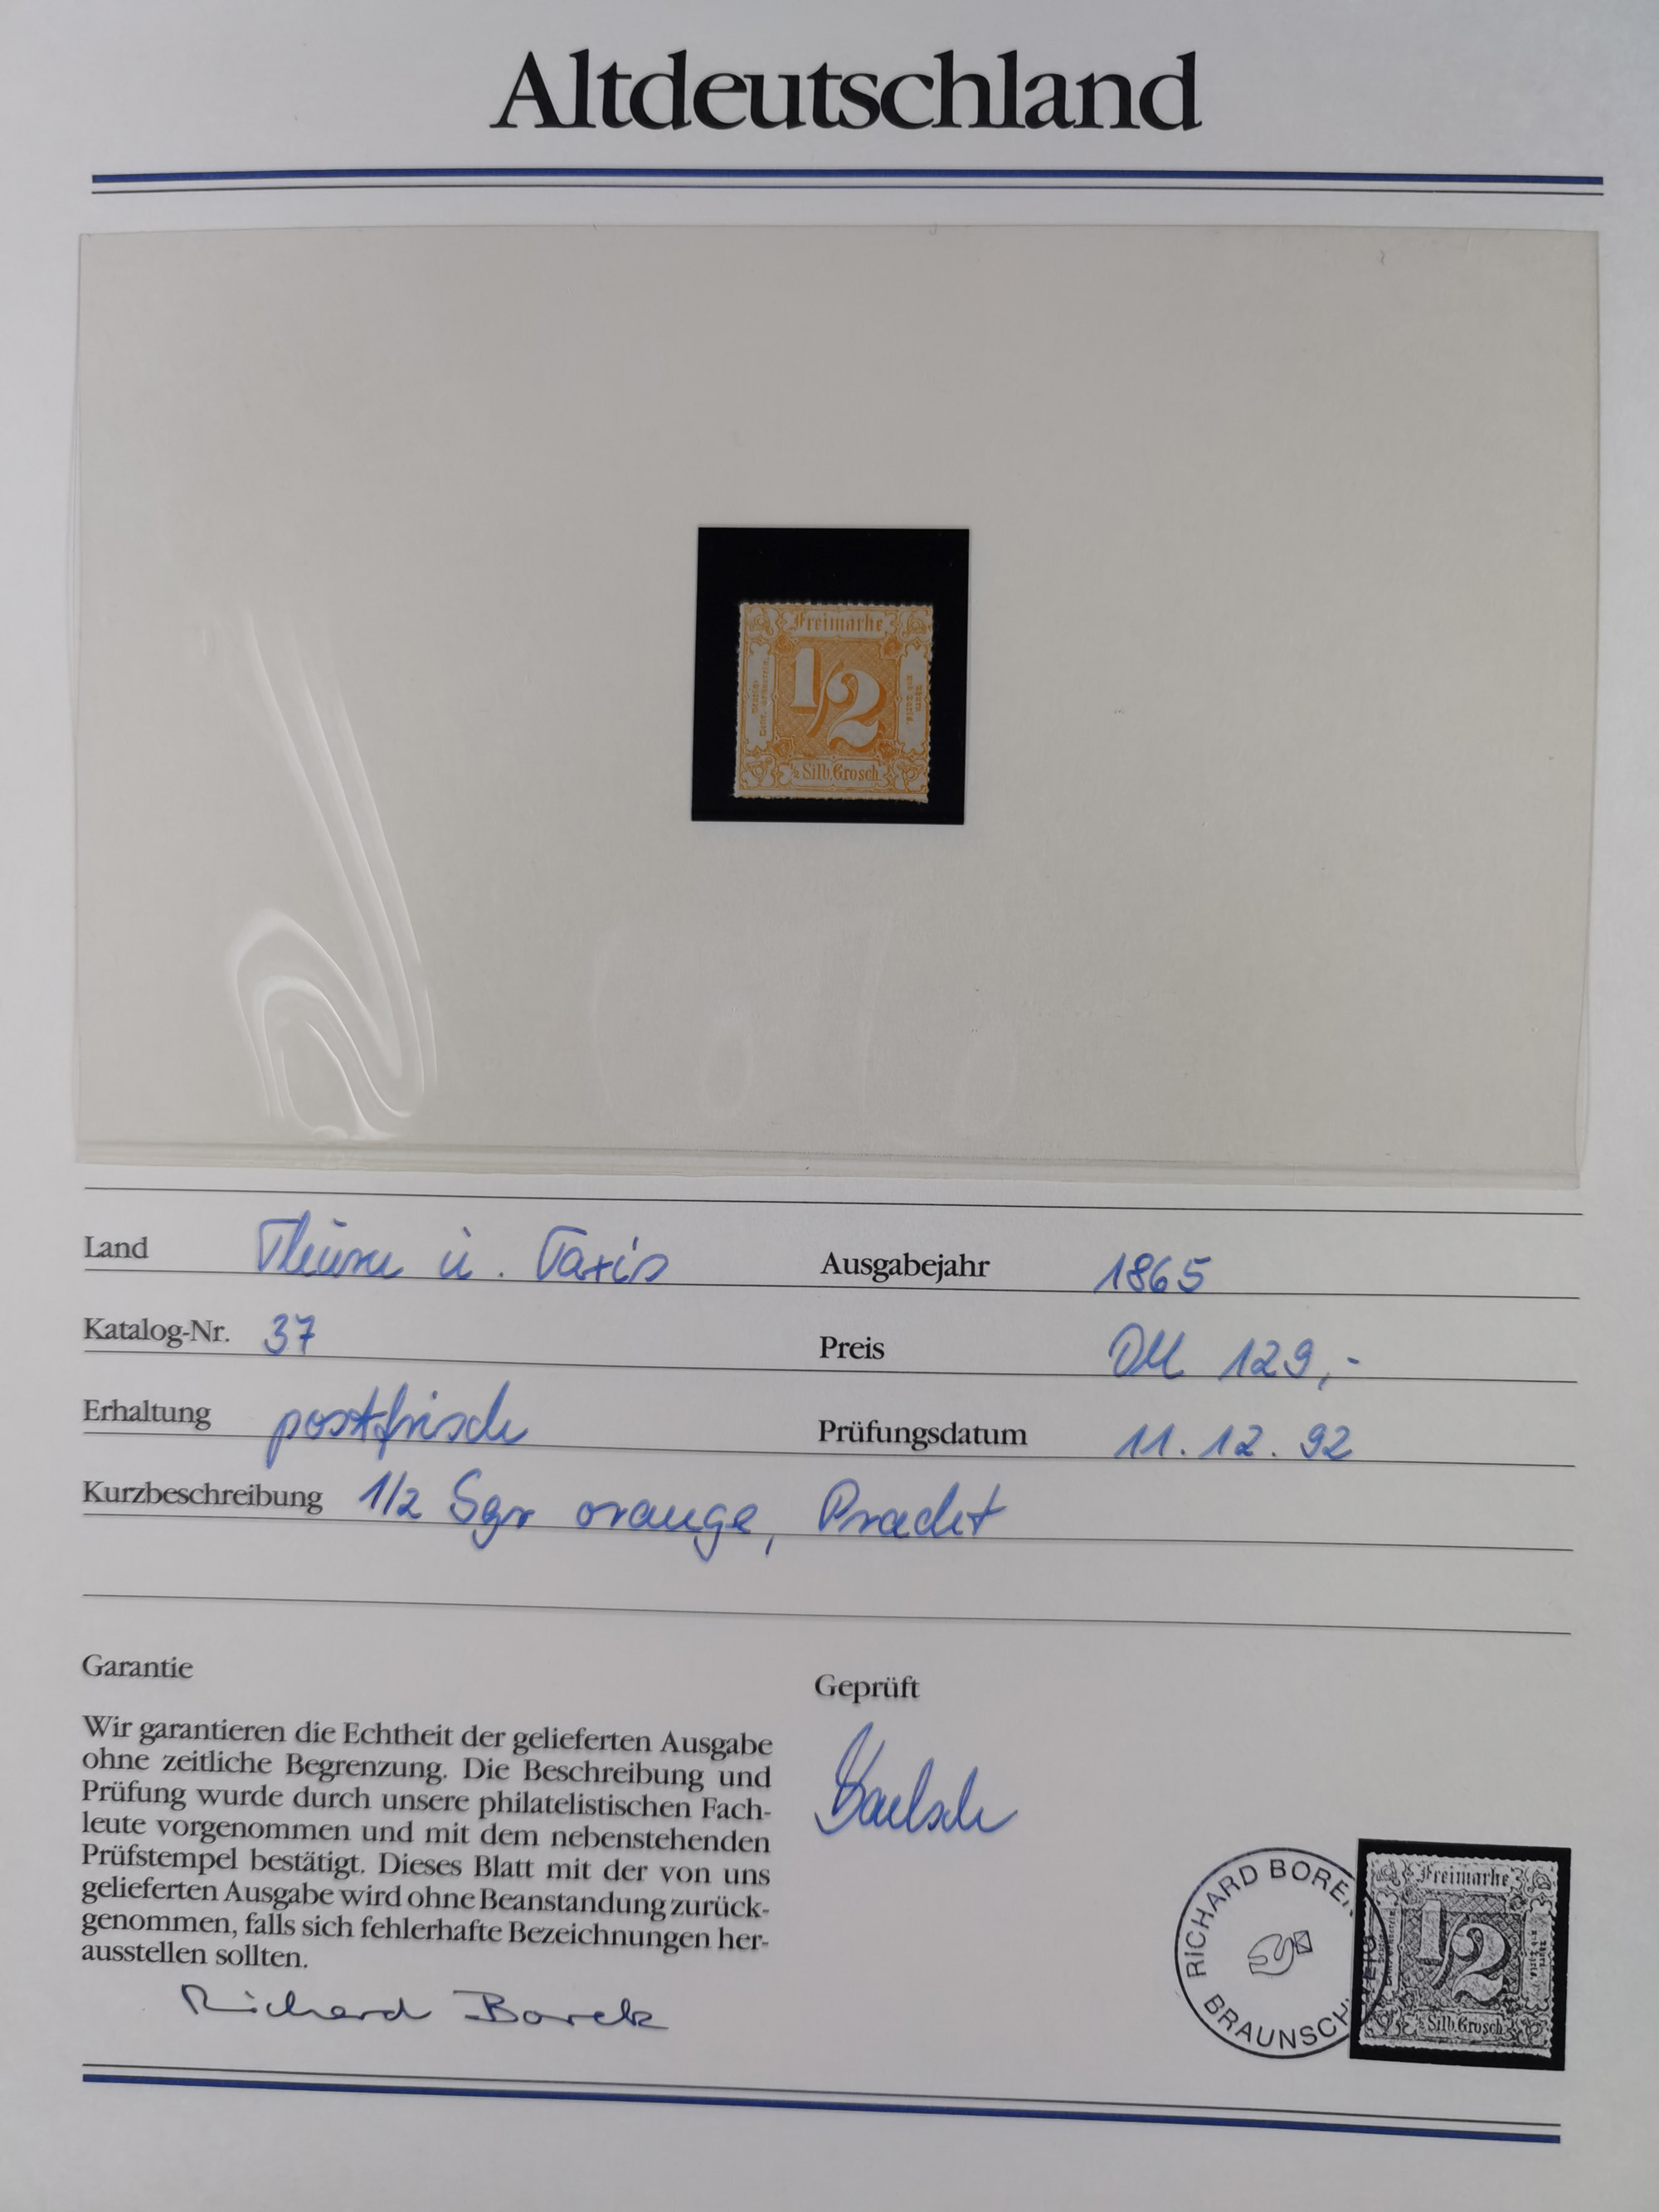 Altdeutschland
Freimarke
1/2
½ Silb. Grosch.
Land Thurn u. Taxis Ausgabejahr 1865
Katalog-Nr. 37 Preis DM 129,-
Erhaltung postfrisch Prüfungsdatum 11.12.92
Kurzbeschreibung 1/2 Sgr orange, Pracht
Garantie
Wir garantieren die Echtheit der gelieferten Ausgabe
ohne zeitliche Begrenzung. Die Beschreibung und
Prüfung wurde durch unsere philatelistischen Fach-
leute vorgenommen und mit dem nebenstehenden
Prüfstempel bestätigt. Dieses Blatt mit der von uns
gelieferten Ausgabe wird ohne Beanstandung zurück-
genommen, falls sich fehlerhafte Bezeichnungen her-
ausstellen sollten.
Richard Borek
Geprüft
RICHARD BOREK
BRAUNSCHWEIG
Freimarke
1/2
½ Silb. Grosch.